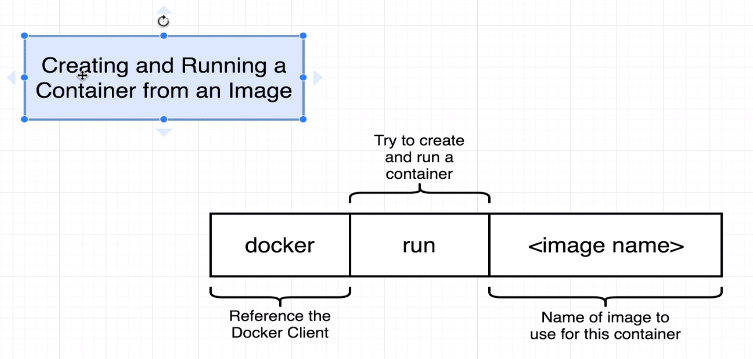 Creating and Running a
Container from an Image
Try to create
and run a
container
docker
run
<image name>
Reference the
Docker Client
Name of image to
use for this container